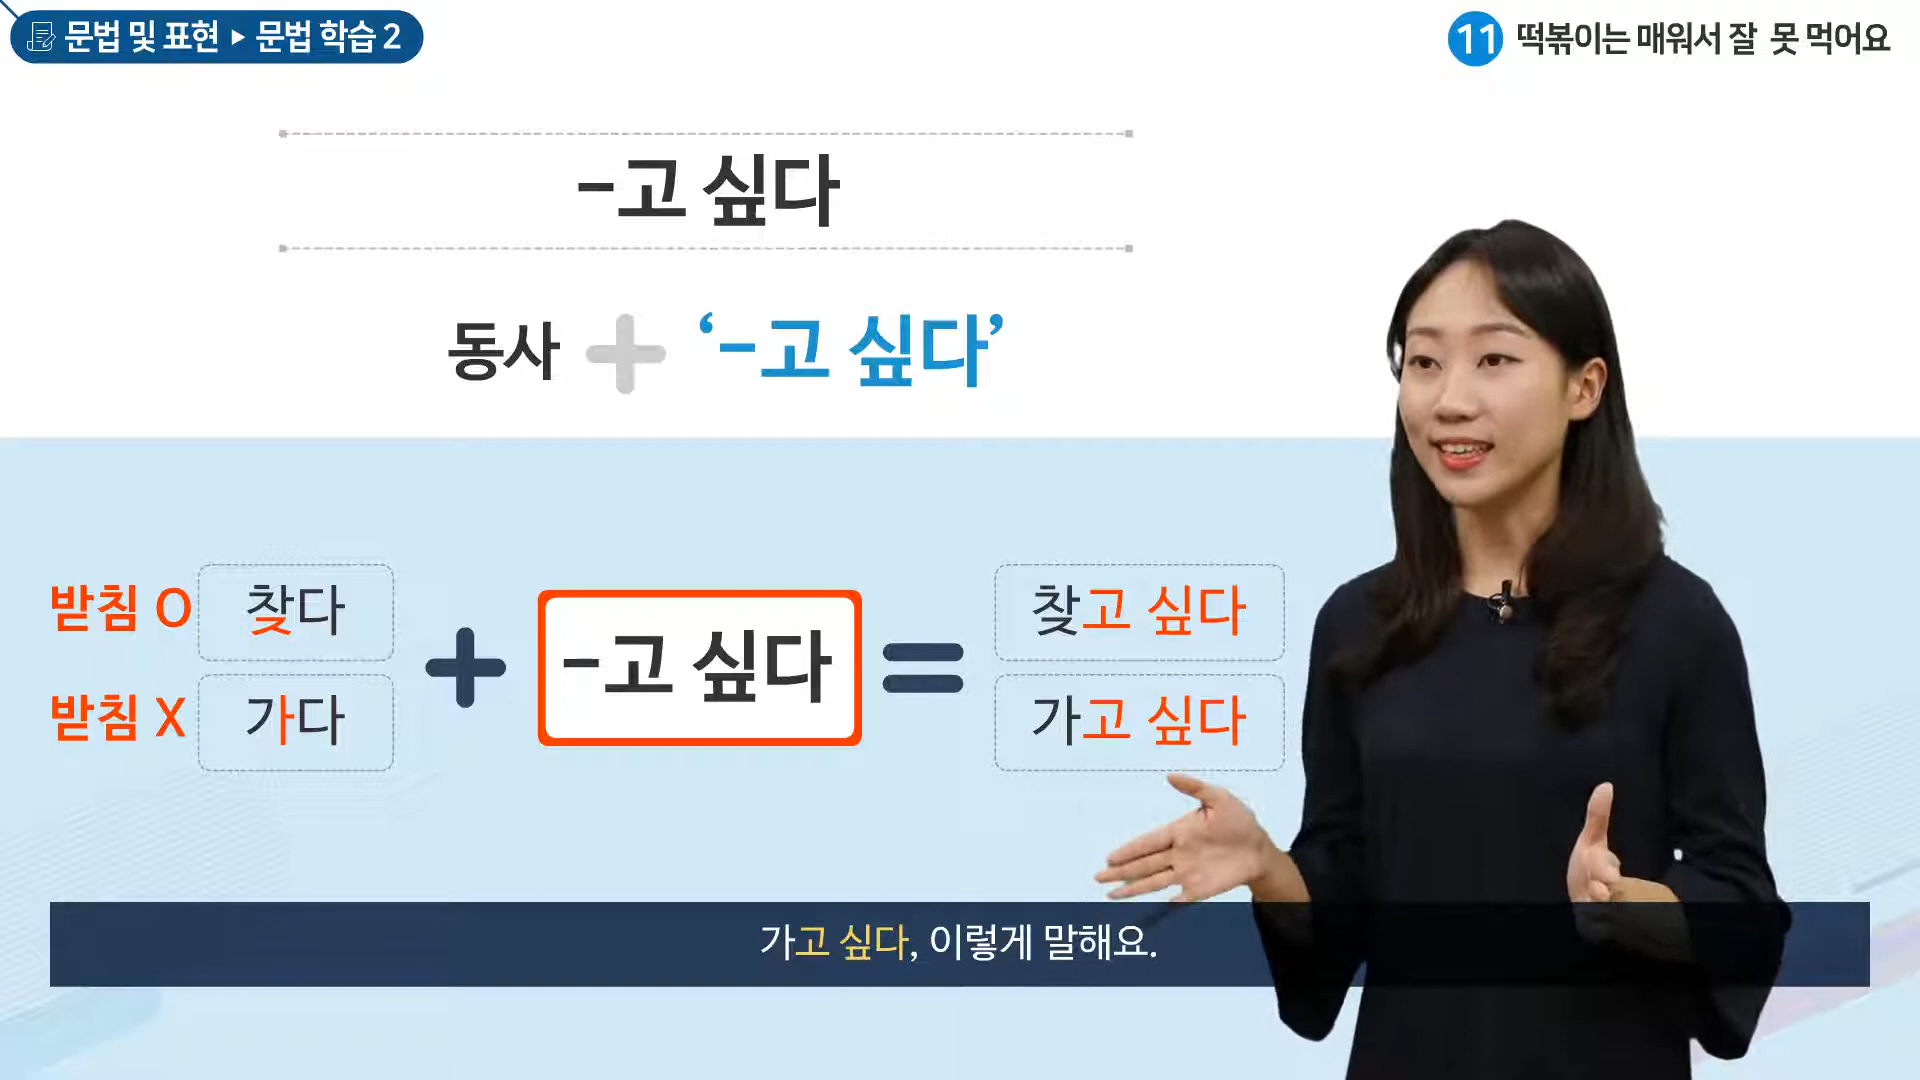 문법 및 표현 ▶ 문법 학습 2
11 떡볶이는 매워서 잘 못 먹어요
-고 싶다
동사 + ‘-고 싶다’
받침 O 찾다
받침 X 가다
+ -고 싶다 =
찾고 싶다
가고 싶다
가고 싶다, 이렇게 말해요.